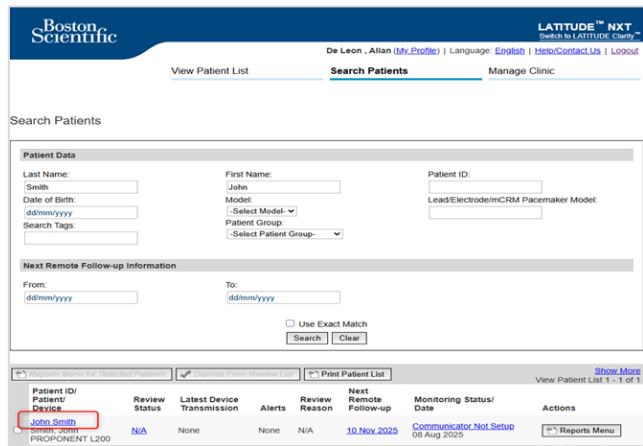 Boston
Scientific
LATITUDE™ NXT
Switch to LATITUDE Clarity™
De Leon , Allan (My Profile) | Language: English | Help/Contact Us | Logout
View Patient List Search Patients Manage Clinic
Search Patients
Patient Data
Last Name: First Name: Patient ID:
Smith John
Date of Birth: Model: Lead/Electrode/mCRM Pacemaker Model:
dd/mm/yyyy -Select Model-
Search Tags: Patient Group:
-Select Patient Group-
Next Remote Follow-up Information
From: To:
dd/mm/yyyy dd/mm/yyyy
Use Exact Match
Search Clear
Reports Menu for Selected Patients Dismiss From Review List Print Patient List Show More
View Patient List 1 - 1 of 1
Patient ID/ Next
Patient/ Review Latest Device Review Remote Monitoring Status/
Device Status Transmission Alerts Reason Follow-up Date Actions
John Smith
Smith, John N/A None None N/A 10 Nov 2025 Communicator Not Setup Reports Menu
PROPONENT L200 08 Aug 2025